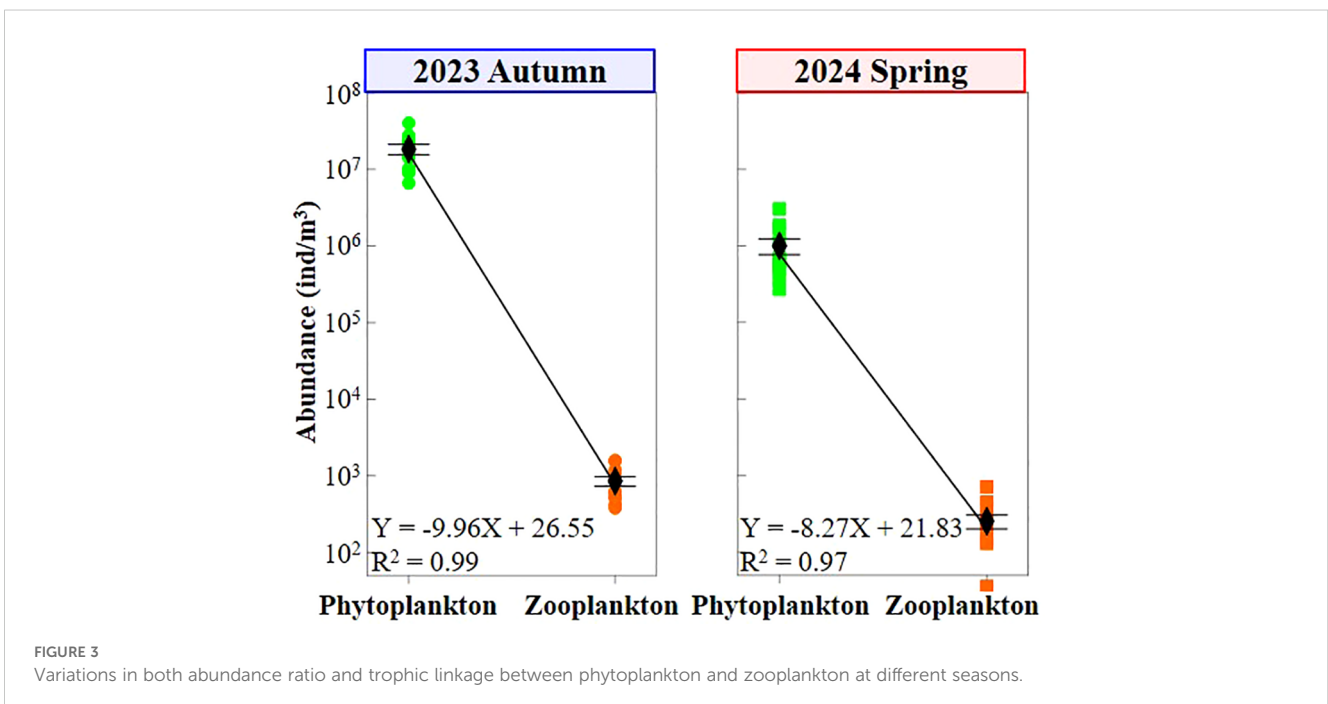 2023 Autumn
2024 Spring
Abundance (ind/m³)
10⁸
10⁷
10⁶
10⁵
10⁴
10³
10²
Y = -9.96X + 26.55
R² = 0.99
Y = -8.27X + 21.83
R² = 0.97
Phytoplankton Zooplankton Phytoplankton Zooplankton
FIGURE 3
Variations in both abundance ratio and trophic linkage between phytoplankton and zooplankton at different seasons.